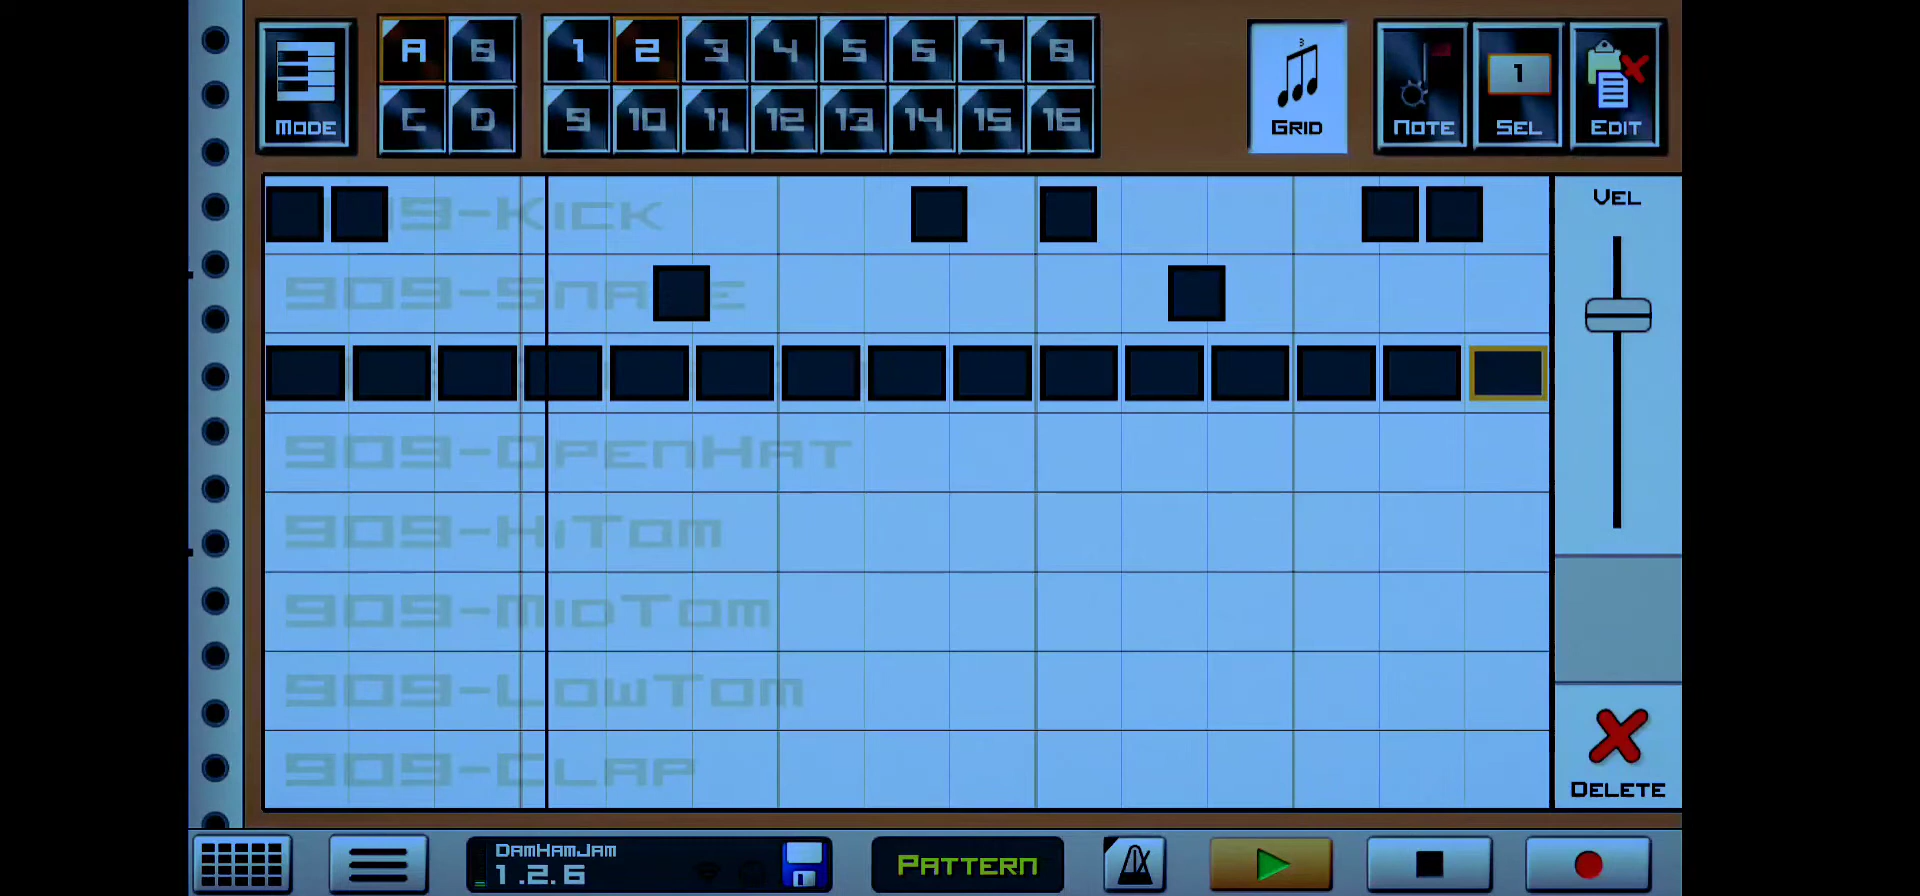 MODE
A B
C D
1 2 3 4 5 6 7 8
9 10 11 12 13 14 15 16
3
GRID
NOTE
1
SEL
EDIT
909-KICK
909-SNARE
909-OPENHAT
909-HITOM
909-MIDTOM
909-LOWTOM
909-CLAP
VEL
DELETE
DAMHAMJAM
1.2.6
PATTERN